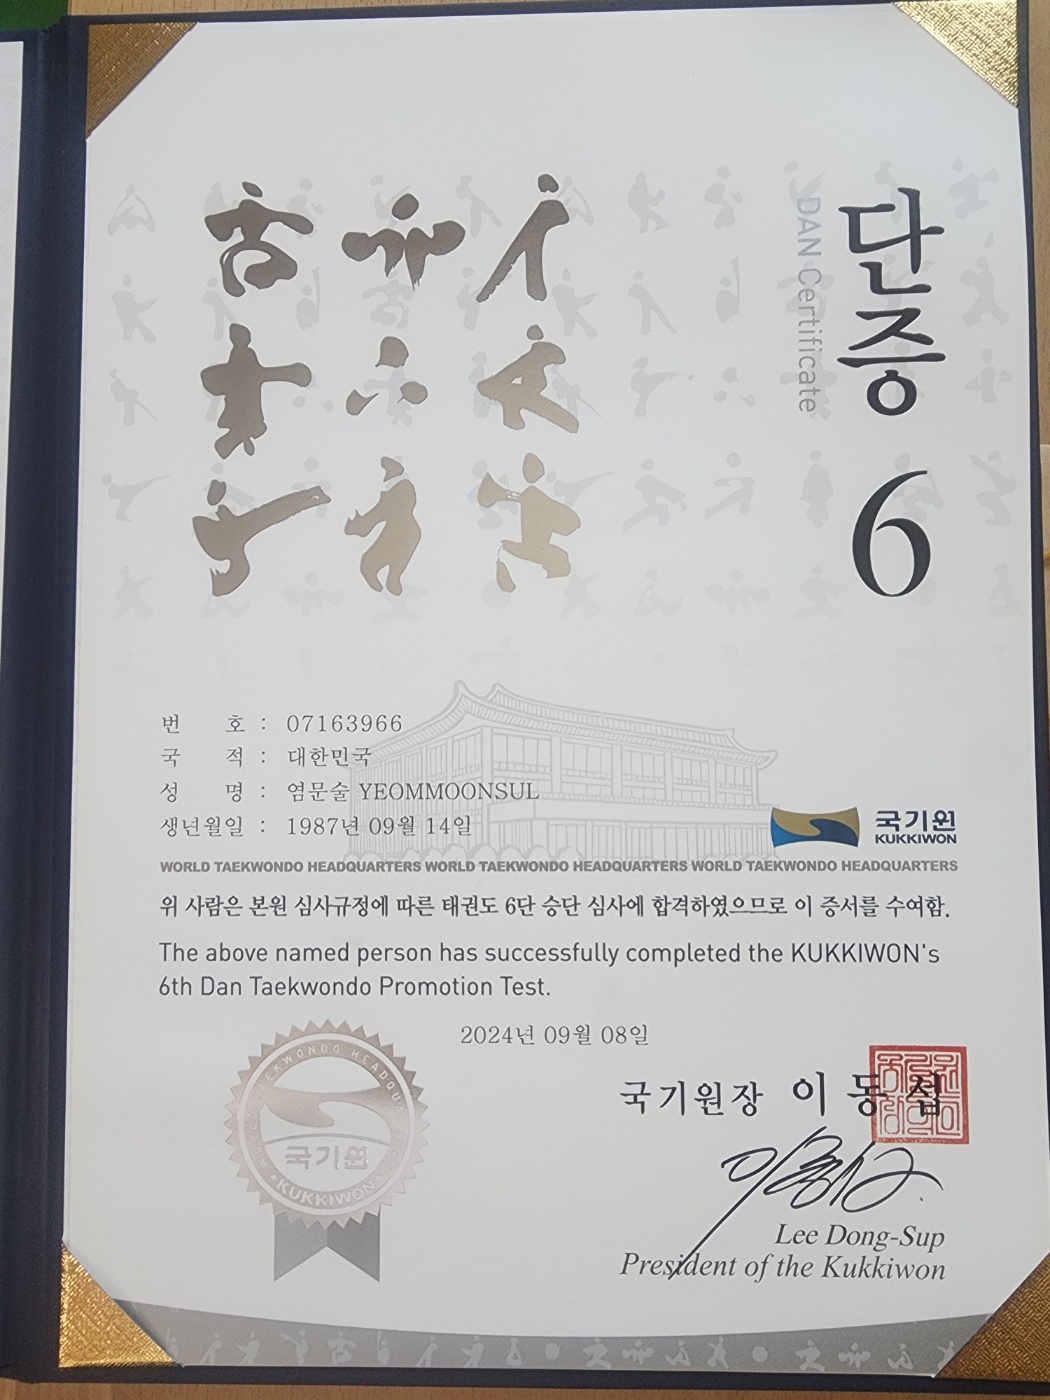 단증
DAN Certificate
6
번 호 : 07163966
국 적 : 대한민국
성 명 : 염문술 YEOMMOONSUL
생년월일 : 1987년 09월 14일
국기원
KUKKIWON
WORLD TAEKWONDO HEADQUARTERS WORLD TAEKWONDO HEADQUARTERS WORLD TAEKWONDO HEADQUARTERS
위 사람은 본원 심사규정에 따른 태권도 6단 승단 심사에 합격하였으므로 이 증서를 수여함.
The above named person has successfully completed the KUKKIWON's
6th Dan Taekwondo Promotion Test.
2024년 09월 08일
국기원장 이동섭
국기원
KUKKIWON
Lee Dong-Sup
President of the Kukkiwon